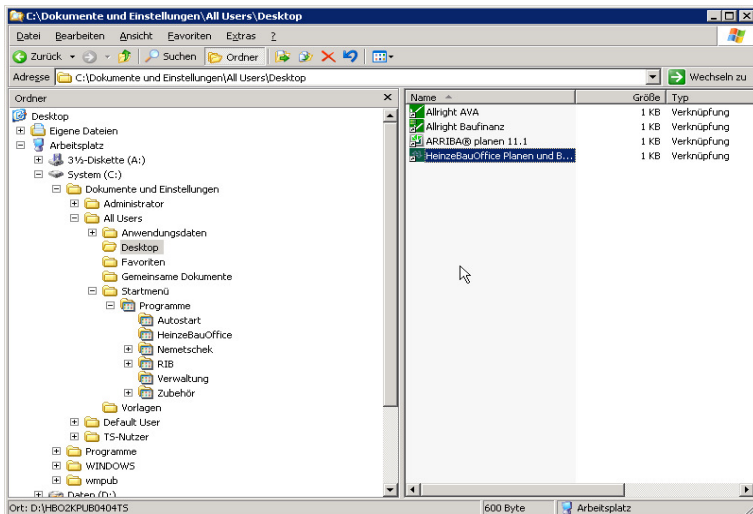 C:\Dokumente und Einstellungen\All Users\Desktop
Datei Bearbeiten Ansicht Favoriten Extras ?
Zurück Suchen Ordner
Adresse C:\Dokumente und Einstellungen\All Users\Desktop Wechseln zu
Ordner
Desktop
Eigene Dateien
Arbeitsplatz
3½-Diskette (A:)
System (C:)
Dokumente und Einstellungen
Administrator
All Users
Anwendungsdaten
Desktop
Favoriten
Gemeinsame Dokumente
Startmenü
Programme
Autostart
HeinzeBauOffice
Nemetschek
RIB
Verwaltung
Zubehör
Vorlagen
Default User
TS-Nutzer
Programme
WINDOWS
wmpub
Daten (D:)
Name Größe Typ
Allright AVA 1 KB Verknüpfung
Allright Baufinanz 1 KB Verknüpfung
ARRIBA® planen 11.1 1 KB Verknüpfung
HeinzeBauOffice Planen und B... 1 KB Verknüpfung
Ort: D:\HBO2KPUB0404TS 600 Byte Arbeitsplatz